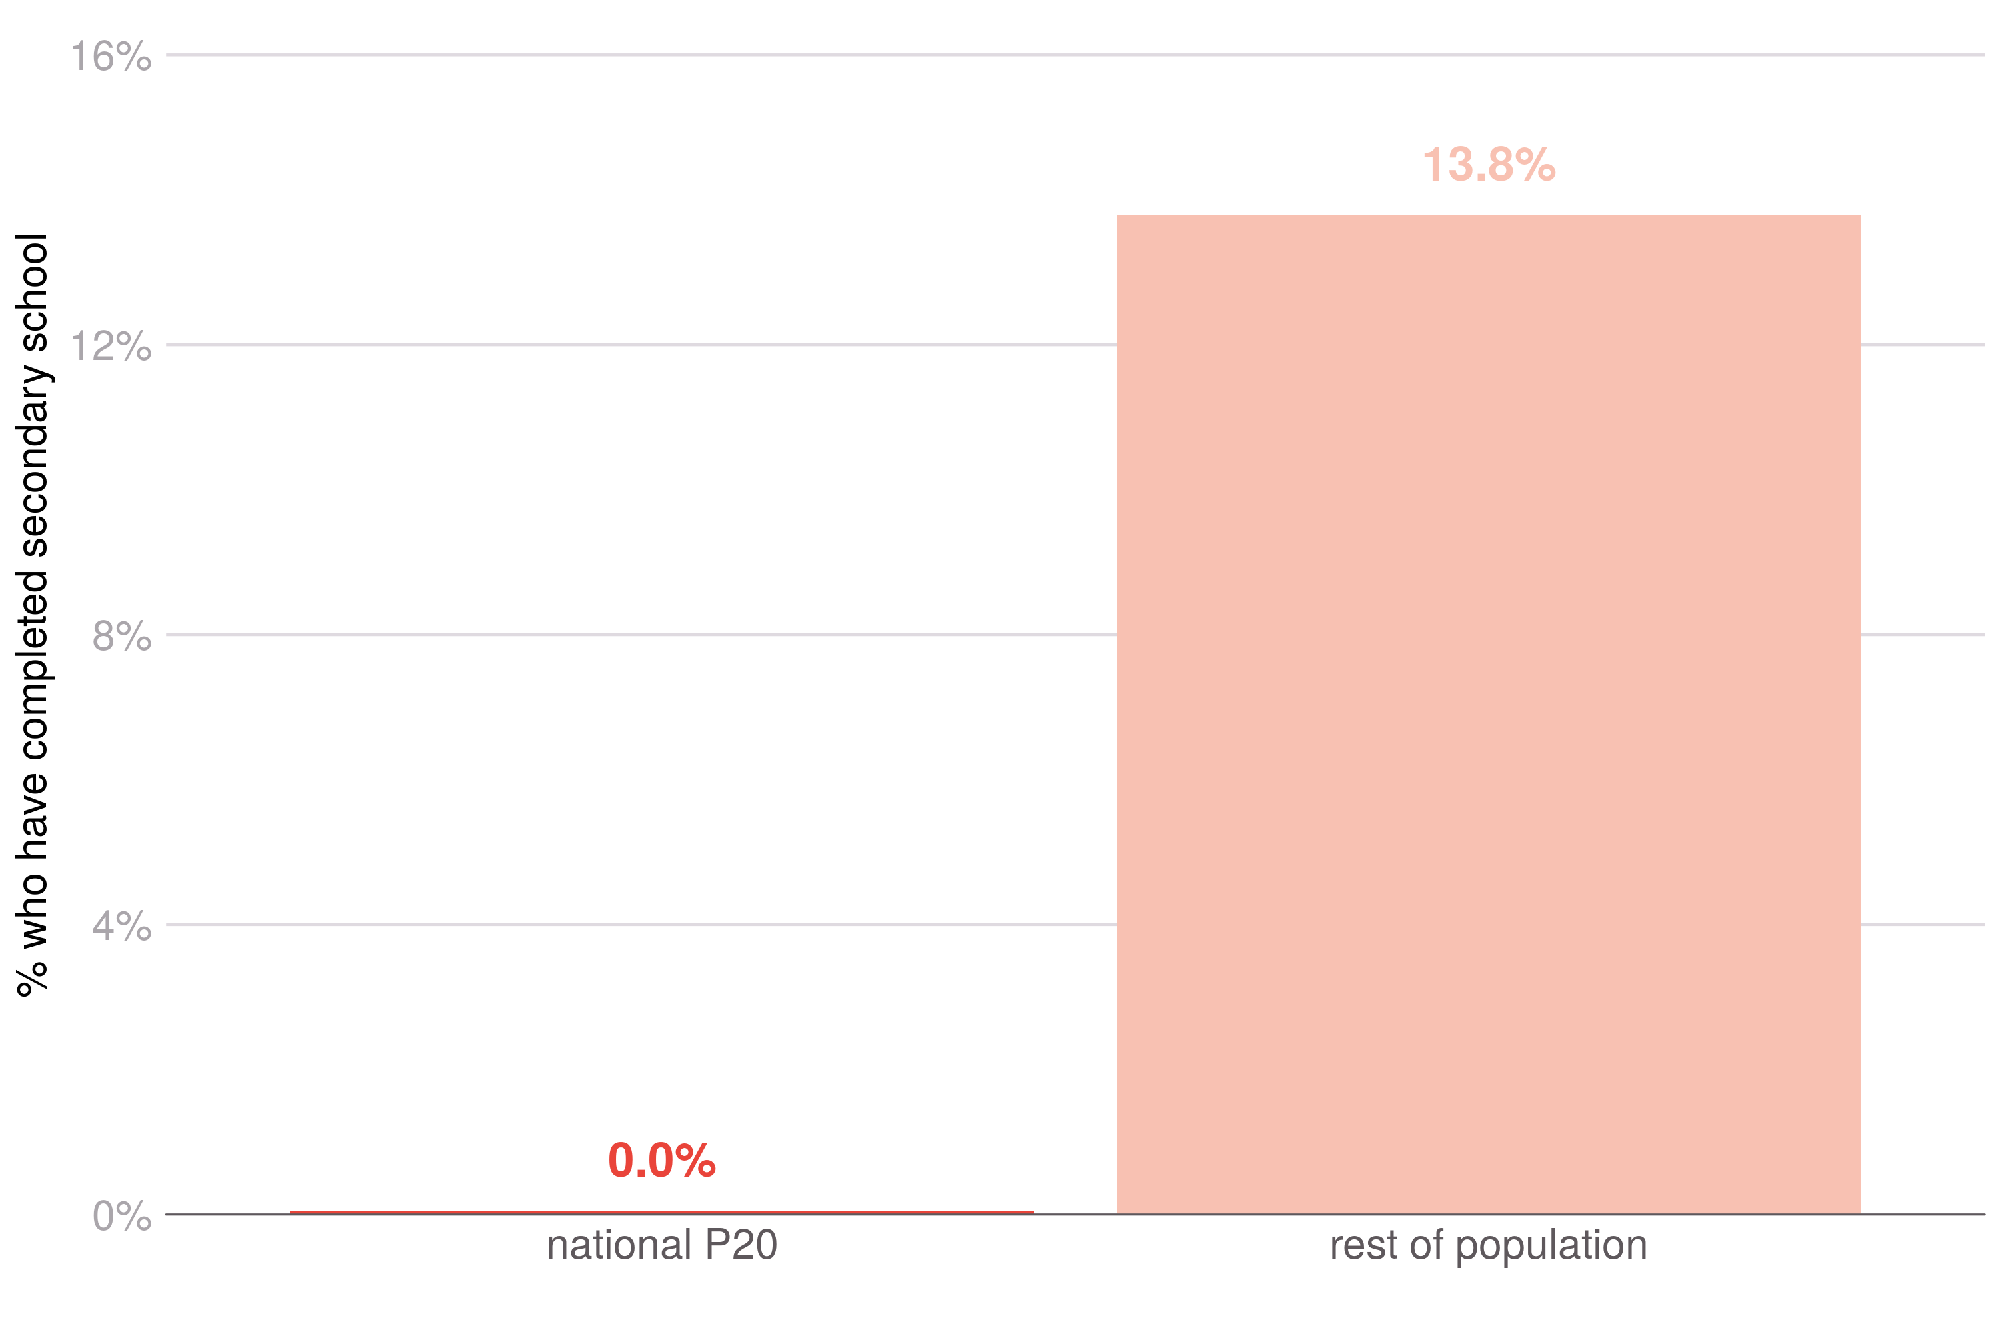 % who have completed secondary school
16%
12%
8%
4%
0%
13.8%
0.0%
national P20
rest of population